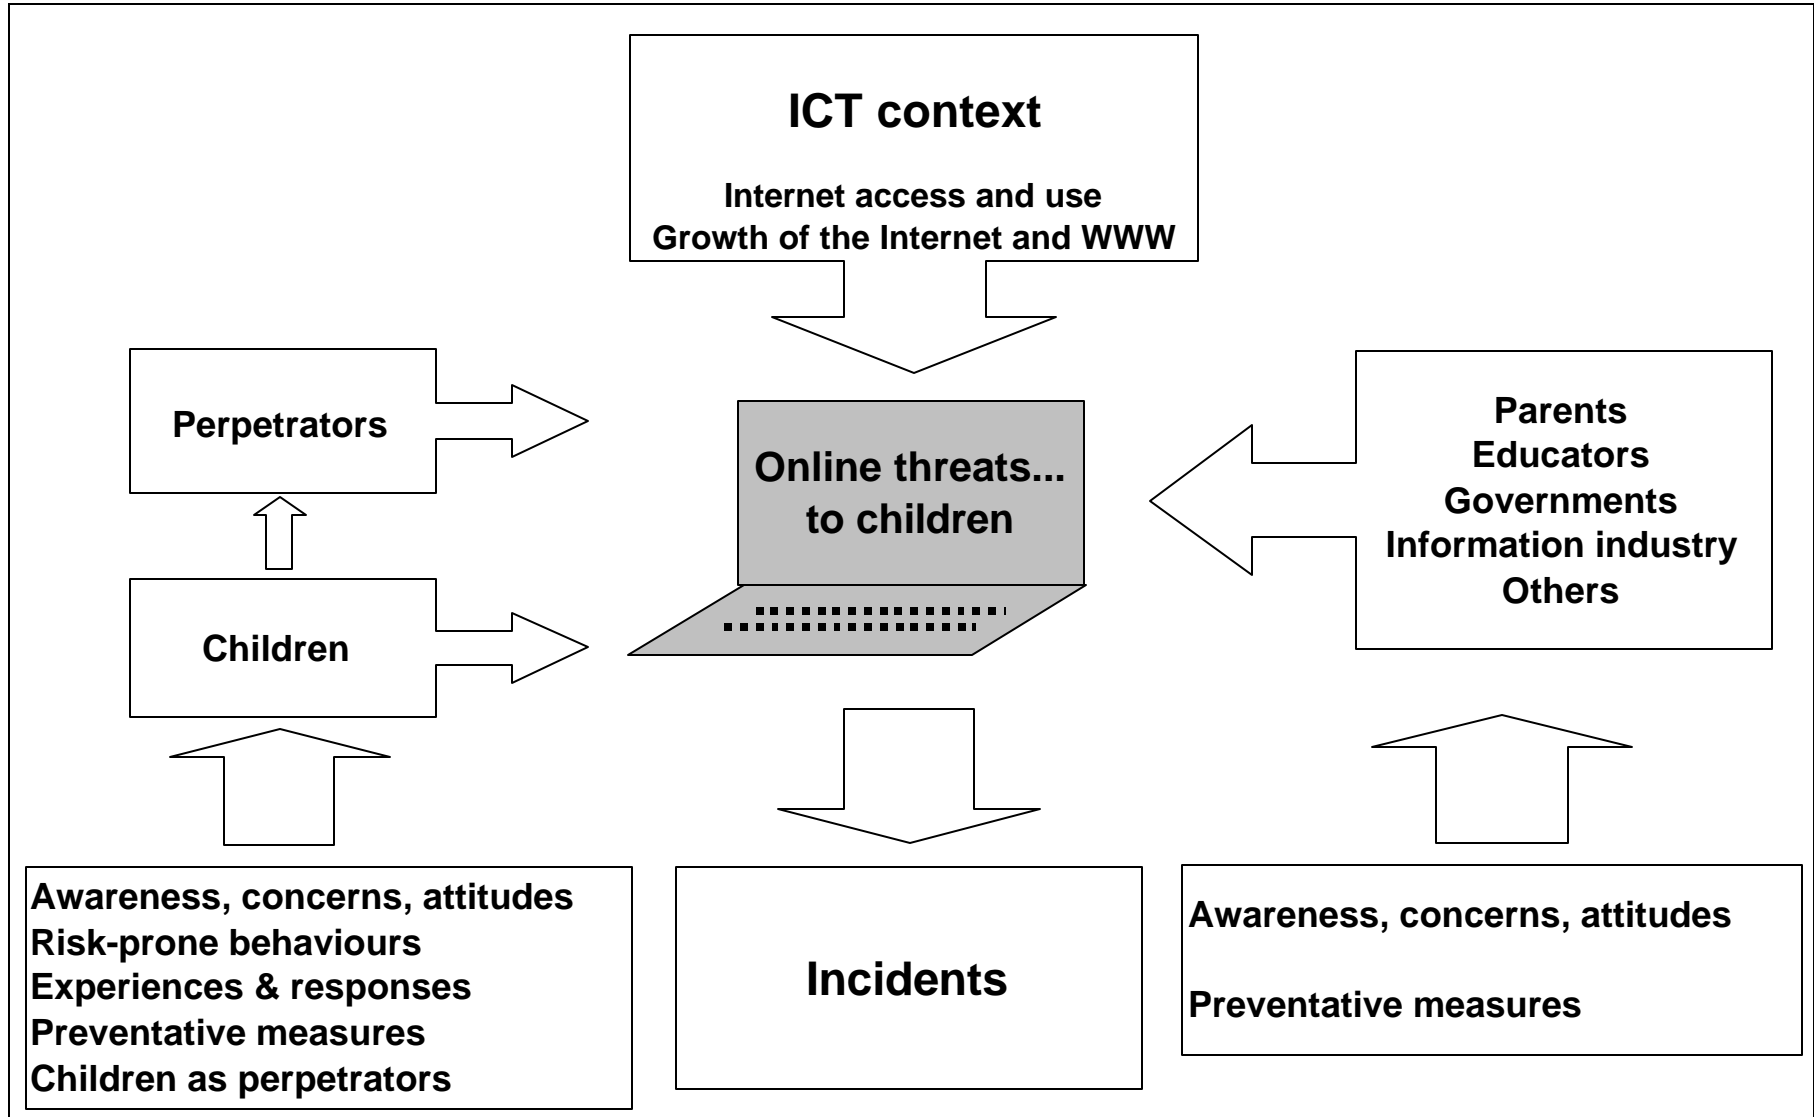 ICT context
Internet access and use
Growth of the Internet and WWW
Perpetrators
Children
Online threats...
to children
Parents
Educators
Governments
Information industry
Others
Awareness, concerns, attitudes
Risk-prone behaviours
Experiences & responses
Preventative measures
Children as perpetrators
Incidents
Awareness, concerns, attitudes
Preventative measures